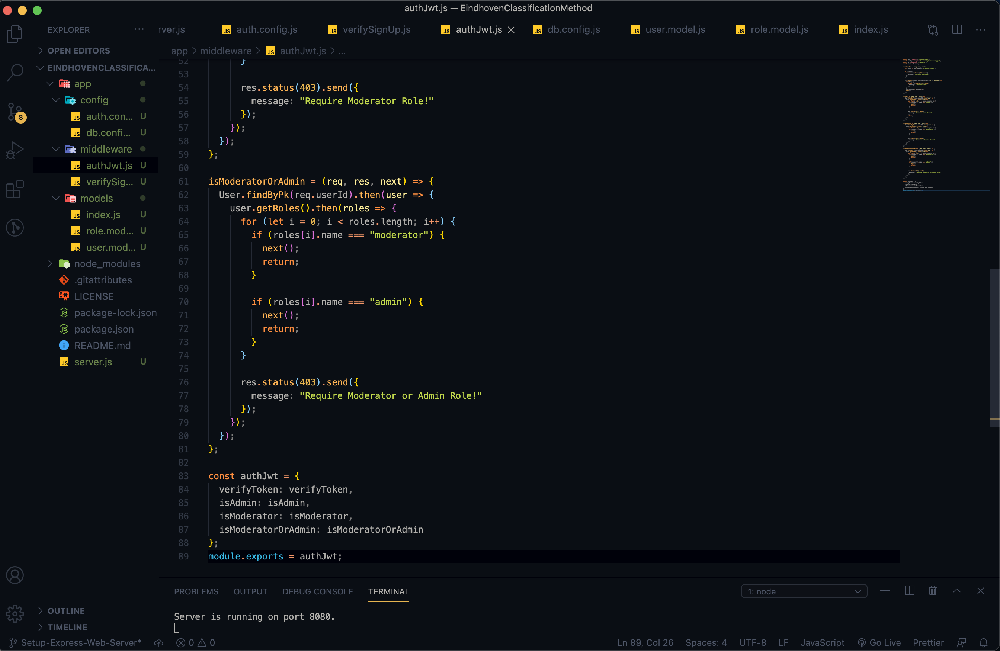 authJwt.js — EindhovenClassificationMethod
EXPLORER
rver.js
auth.config.js
verifySignUp.js
authJwt.js
db.config.js
user.model.js
role.model.js
index.js
OPEN EDITORS
EINDHOVENCLASSIFICA...
app
config
auth.con... U
db.confi... U
middleware
authJwt.js U
verifySig... U
models
index.js U
role.mod... U
user.mod... U
node_modules
.gitattributes
LICENSE
package-lock.json
package.json
README.md
server.js U
8
OUTLINE
TIMELINE
app > middleware > authJwt.js > ...
52 }
53
54 res.status(403).send({
55 message: "Require Moderator Role!"
56 });
57 });
58 });
59 };
60
61 isModeratorOrAdmin = (req, res, next) => {
62 User.findByPk(req.userId).then(user => {
63 user.getRoles().then(roles => {
64 for (let i = 0; i < roles.length; i++) {
65 if (roles[i].name === "moderator") {
66 next();
67 return;
68 }
69
70 if (roles[i].name === "admin") {
71 next();
72 return;
73 }
74 }
75
76 res.status(403).send({
77 message: "Require Moderator or Admin Role!"
78 });
79 });
80 });
81 };
82
83 const authJwt = {
84 verifyToken: verifyToken,
85 isAdmin: isAdmin,
86 isModerator: isModerator,
87 isModeratorOrAdmin: isModeratorOrAdmin
88 };
89 module.exports = authJwt;
PROBLEMS OUTPUT DEBUG CONSOLE TERMINAL
1: node
Server is running on port 8080.
Setup-Express-Web-Server* 0 0
Ln 89, Col 26 Spaces: 4 UTF-8 LF JavaScript Go Live Prettier